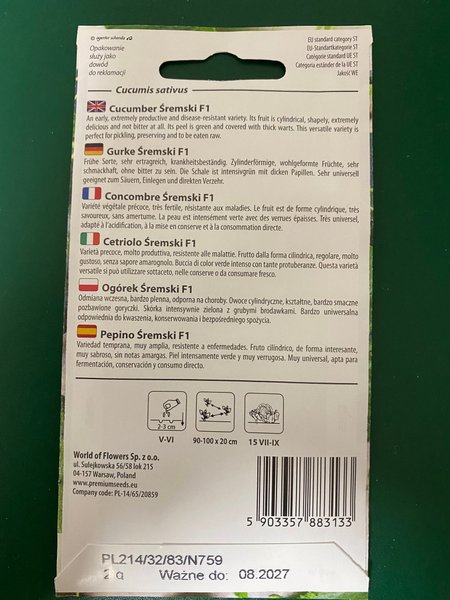 © agenter schenda
Opakowanie
służy jako
dowód
do reklamacji
EU standard category ST
EU-Standartkategorie ST
Catégorie standard UE ST
Categoria estánder de la UE ST
Jakość WE
Cucumis sativus
Cucumber Śremski F1
An early, extremely productive and disease-resistant variety. Its fruit is cylindrical, shapely, extremely
delicious and not bitter at all. Its peel is green and covered with thick warts. This versatile variety is
perfect for pickling, preserving and to be eaten raw.
Gurke Śremski F1
Frühe Sorte, sehr ertragreich, krankheitsbeständig. Zylinderförmige, wohlgeformte Früchte, sehr
schmackhaft, ohne bitter zu sein. Die Schale ist intensivgrün mit dicken Papillen. Sehr universell
geeignet zum Säuern, Einlegen und direkten Verzehr.
Concombre Śremski F1
Variété végétale précoce, très fertile, résistante aux maladies. Le fruit est de forme cylindrique, très
savoureux, sans amertume. La peau est intensément verte avec des verrues épaisses. Très universel,
adapté à l'acidification, à la mise en conserve et à la consommation directe.
Cetriolo Śremski F1
Varietà precoce, molto produttiva, resistente alle malattie. Frutto dalla forma cilindrica, regolare, molto
gustoso, senza sapore amarognolo. Buccia di color verde intenso con tante protuberanze. Questa varietà
versatile si può utilizzare sottaceto, nelle conserve o da consumare fresco.
Ogórek Śremski F1
Odmiana wczesna, bardzo plenna, odporna na choroby. Owoce cylindryczne, kształtne, bardzo smaczne
pozbawione goryczki. Skórka intensywnie zielona z grubymi brodawkami. Bardzo uniwersalna
odpowiednia do kwaszenia, konserwowania i bezpośredniego spożycia.
Pepino Śremski F1
Variedad temprana, muy amplia, resistente a enfermedades. Fruto cilíndrico, de forma interesante,
muy sabroso, sin notas amargas. Piel intensamente verde y muy verrugosa. Muy universal, apta para
fermentación, conservación y consumo directo.
2-3 cm
V-VI
90-100 x 20 cm
15 VII-IX
World of Flowers Sp. z o.o.
ul. Sulejkowska 56/58 lok 215
04-157 Warsaw, Poland
www.premiumseeds.eu
Company code: PL-14/65/20859
5 903357 883133
PL214/32/83/N759
2 g Ważne do: 08.2027